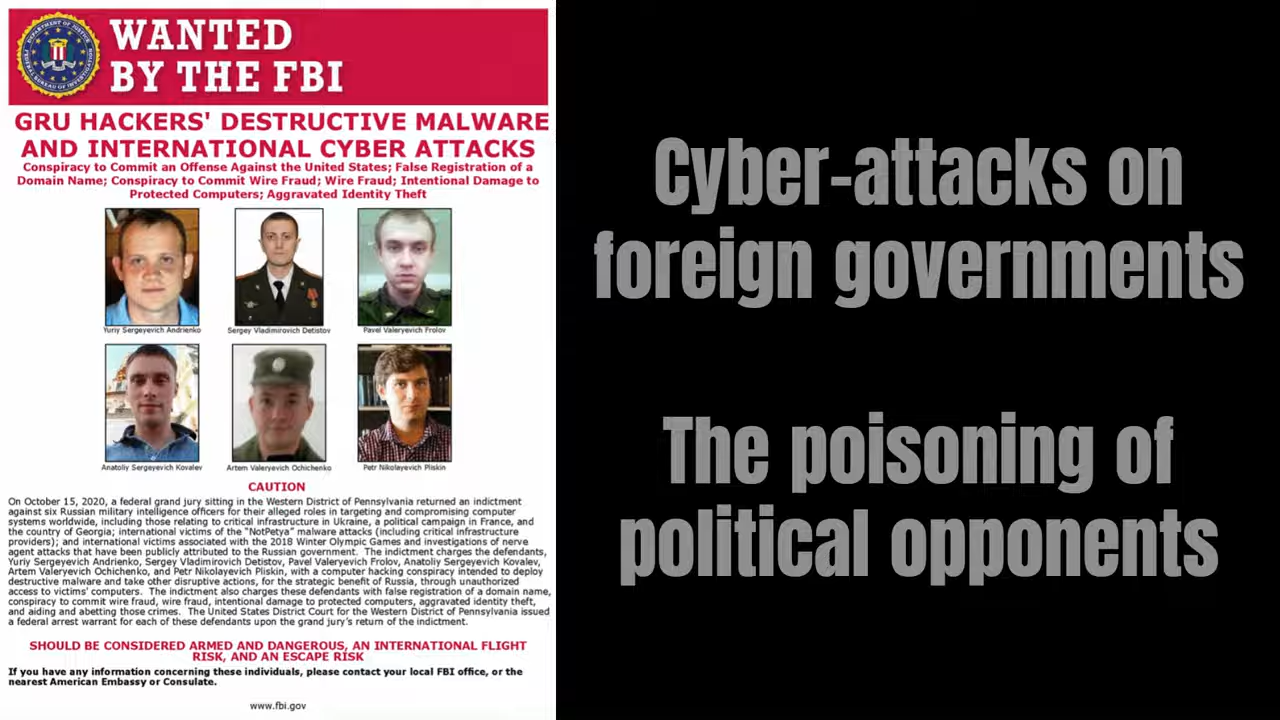 WANTED
BY THE FBI
GRU HACKERS' DESTRUCTIVE MALWARE
AND INTERNATIONAL CYBER ATTACKS
Conspiracy to Commit an Offense Against the United States; False Registration of a
Domain Name; Conspiracy to Commit Wire Fraud; Wire Fraud; Intentional Damage to
Protected Computers; Aggravated Identity Theft
Yuriy Sergeyevich Andrienko
Sergey Vladimirovich Detistov
Pavel Valeryevich Frolov
Anatoliy Sergeyevich Kovalev
Artem Valeryevich Ochichenko
Petr Nikolayevich Pliskin
CAUTION
On October 15, 2020, a federal grand jury sitting in the Western District of Pennsylvania returned an indictment
against six Russian military intelligence officers for their alleged roles in targeting and compromising computer
systems worldwide, including those relating to critical infrastructure in Ukraine, a political campaign in France, and
the country of Georgia; international victims of the "NotPetya" malware attacks (including critical infrastructure
providers); and international victims associated with the 2018 Winter Olympic Games and investigations of nerve
agent attacks that have been publicly attributed to the Russian government. The indictment charges the defendants,
Yuriy Sergeyevich Andrienko, Sergey Vladimirovich Detistov, Pavel Valeryevich Frolov, Anatoliy Sergeyevich Kovalev,
Artem Valeryevich Ochichenko, and Petr Nikolayevich Pliskin, with a computer hacking conspiracy intended to deploy
destructive malware and take other disruptive actions, for the strategic benefit of Russia, through unauthorized
access to victims' computers. The indictment also charges these defendants with false registration of a domain name,
conspiracy to commit wire fraud, wire fraud, intentional damage to protected computers, aggravated identity theft,
and aiding and abetting those crimes. The United States District Court for the Western District of Pennsylvania issued
a federal arrest warrant for each of these defendants upon the grand jury's return of the indictment.
SHOULD BE CONSIDERED ARMED AND DANGEROUS, AN INTERNATIONAL FLIGHT
RISK, AND AN ESCAPE RISK
If you have any information concerning these individuals, please contact your local FBI office, or the
nearest American Embassy or Consulate.
www.fbi.gov
Cyber-attacks on
foreign governments
The poisoning of
political opponents